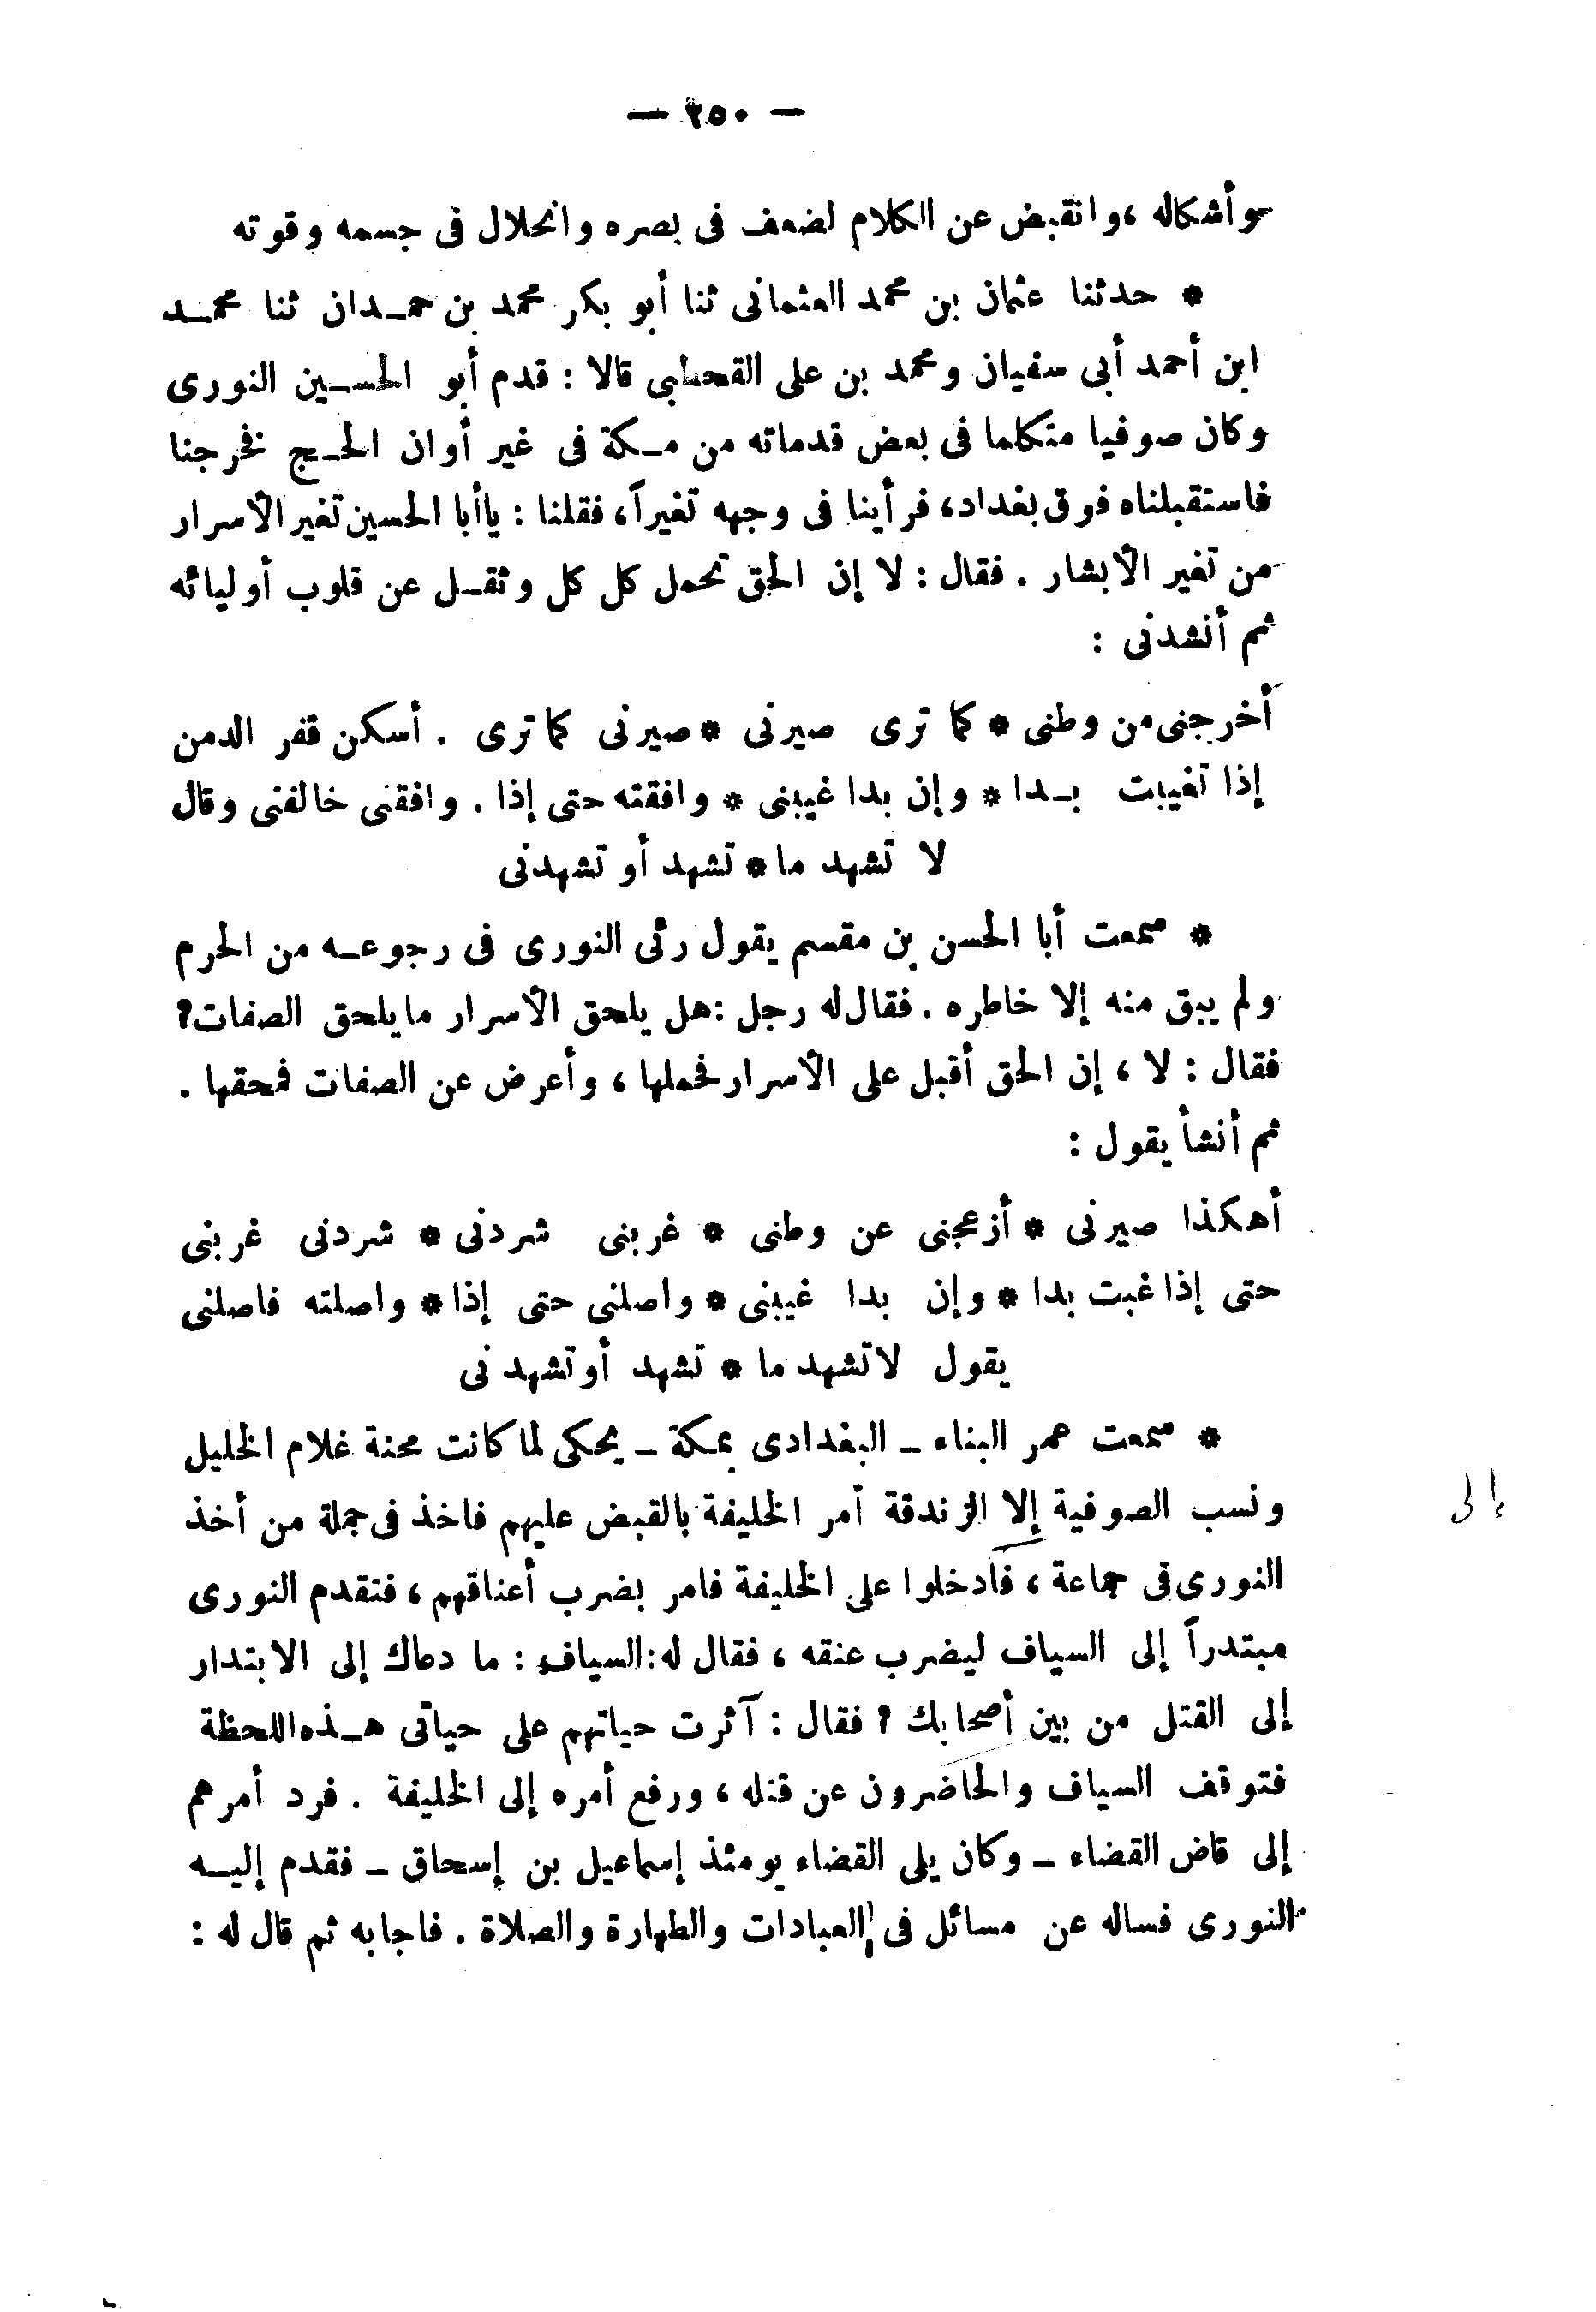 — ٢٥٠ —
وأشكاله ، وانقبض عن الكلام لضعف فى بصره وانحلال فى جسمه وقوته
* حدثنا عثمان بن محمد العثمانى ثنا أبو بكر محمد بن حمدان ثنا محمد
ابن أحمد أبى سفيان ومحمد بن على القحطبى قالا : قدم أبو الحسين النورى
وكان صوفيا متكلما فى بعض قدماته من مكة فى غير أوان الحج فخرجنا
فاستقبلناه فوق بغداد ، فرأينا فى وجهه تغيراً ، فقلنا : ياأبا الحسين تغير الأسرار
من تغير الأبشار . فقال : لا إن الحق تحمل كل كل وثقل عن قلوب أوليائه
ثم أنشدنى :
أخرجنى من وطنى * كما ترى صيرنى * صيرنى كما ترى . أسكن قفر الدمن
إذا تغيبت بدا * وإن بدا غيبنى * وافقته حتى إذا . وافقنى خالفنى وقال
لا تشهد ما * تشهد أو تشهدنى
* سمعت أبا الحسن بن مقسم يقول رئى النورى فى رجوعه من الحرم
ولم يبق منه إلا خاطره . فقال له رجل : هل يلحق الأسرار ما يلحق الصفات ؟
فقال : لا ، إن الحق أقبل على الأسرار فحملها ، وأعرض عن الصفات فمحقها .
ثم أنشأ يقول :
أهكذا صيرنى * أزعجنى عن وطنى * غربنى شردنى * شردنى غربنى
حتى إذا غبت بدا * وإن بدا غيبنى * واصلنى حتى إذا * واصلته فاصلنى
يقول لا تشهد ما * تشهد أو تشهدنى
* سمعت عمر البناء – البغدادى بمكة – يحكى لما كانت محنة غلام الخليل
ونسب الصوفية إلا الزندقة أمر الخليفة بالقبض عليهم فاخذ فى جملة من أخذ
إلى
النورى فى جماعة ، فأدخلوا على الخليفة فامر بضرب أعناقهم ، فتقدم النورى
مبتدراً إلى السياف ليضرب عنقه ، فقال له : السياف : ما دعاك إلى الابتدار
إلى القتل من بين أصحابك ؟ فقال : آثرت حياتهم على حياتى هذه اللحظة
فتوقف السياف والحاضرون عن قتله ، ورفع أمره إلى الخليفة . فرد أمرهم
إلى قاض القضاء – وكان يلى القضاء يومئذ إسماعيل بن إسحاق – فقدم إليه
النورى فساله عن مسائل فى العبادات والطهارة والصلاة . فاجابه ثم قال له :